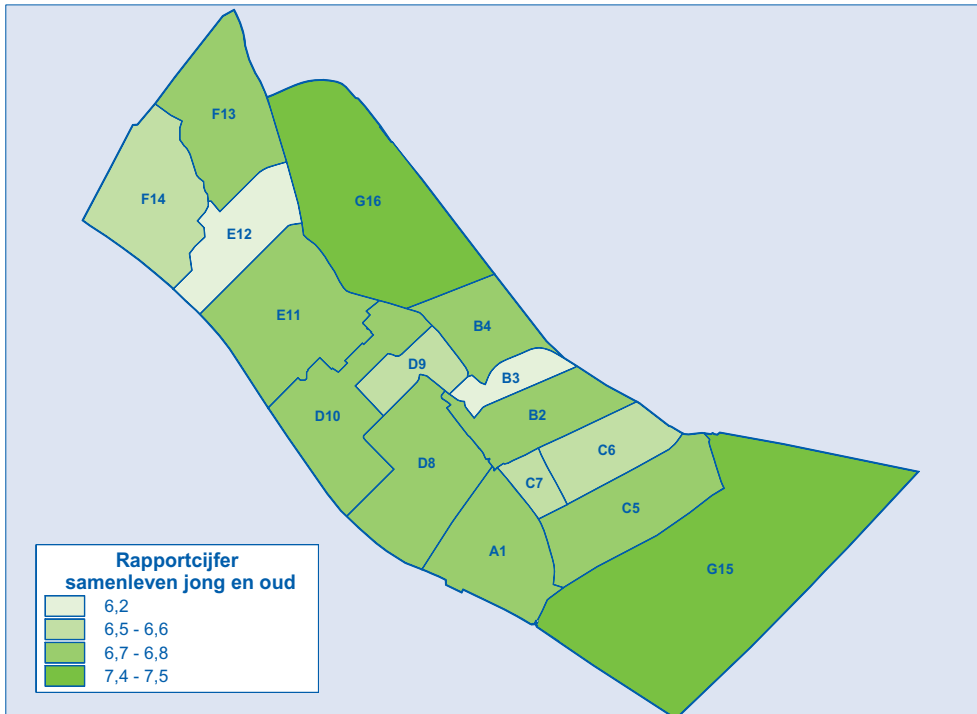 F13
F14
G16
E12
E11
B4
D9
B3
D10
B2
C6
D8
C7
C5
A1
G15
Rapportcijfer
samenleven jong en oud
6,2
6,5 - 6,6
6,7 - 6,8
7,4 - 7,5